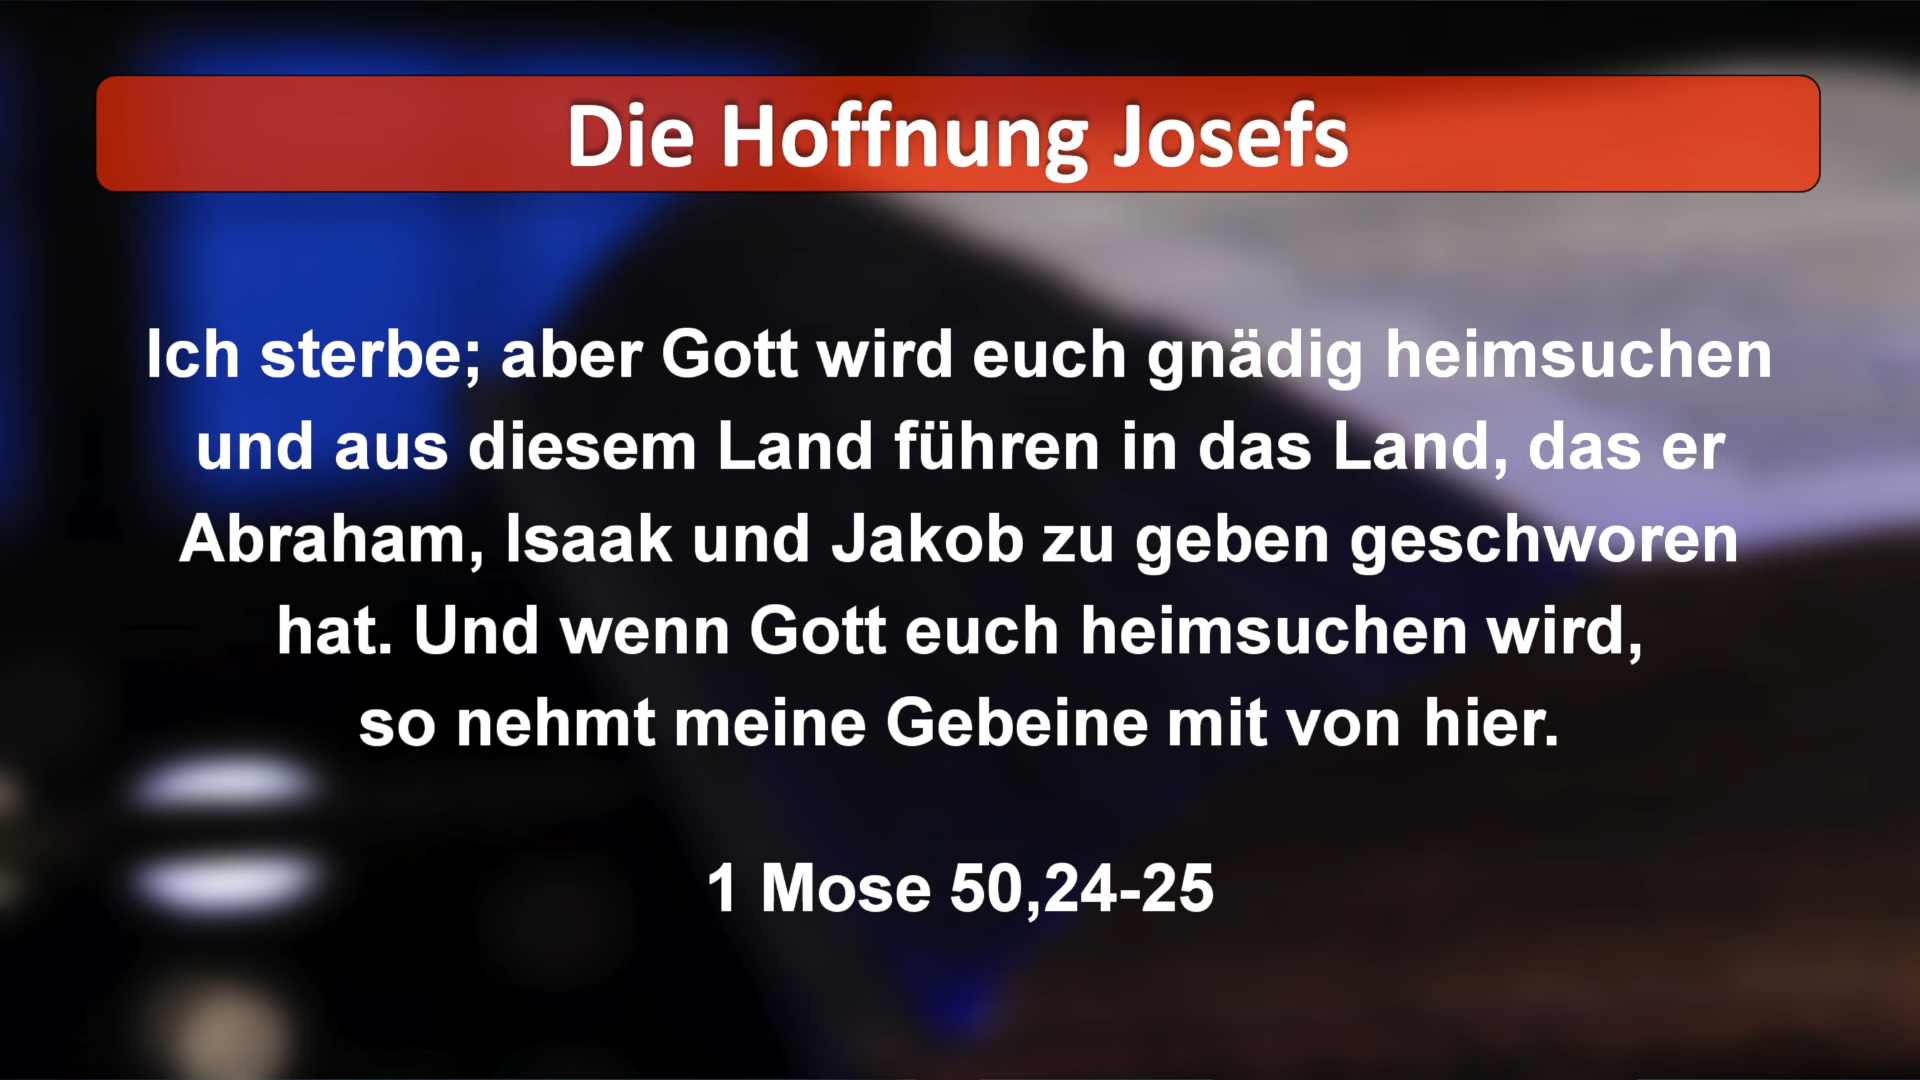 Die Hoffnung Josefs
Ich sterbe; aber Gott wird euch gnädig heimsuchen
und aus diesem Land führen in das Land, das er
Abraham, Isaak und Jakob zu geben geschworen
hat. Und wenn Gott euch heimsuchen wird,
so nehmt meine Gebeine mit von hier.
1 Mose 50,24-25